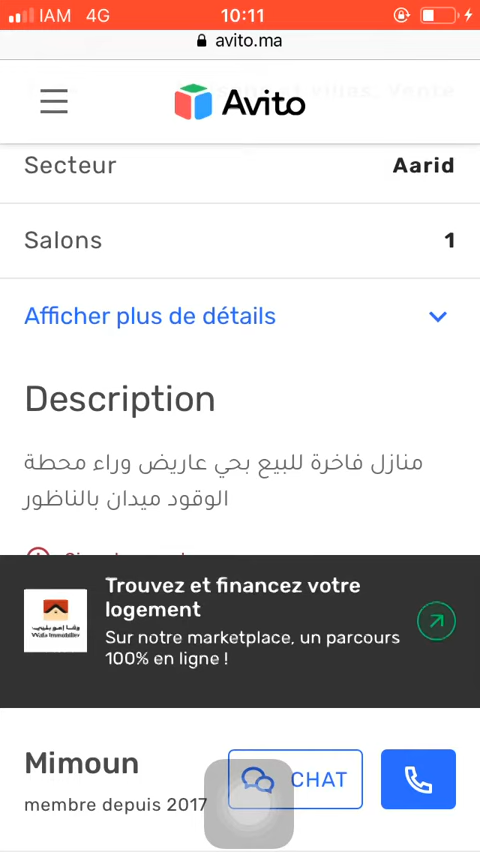 IAM 4G 10:11
avito.ma
Avito
Secteur Aarid
Salons 1
Afficher plus de détails
Description
منازل فاخرة للبيع بحي عاريض وراء محطة
الوقود ميدان بالناظور
Trouvez et financez votre
logement
Sur notre marketplace, un parcours
100% en ligne !
Wafa Immobilier
Mimoun
CHAT
membre depuis 2017